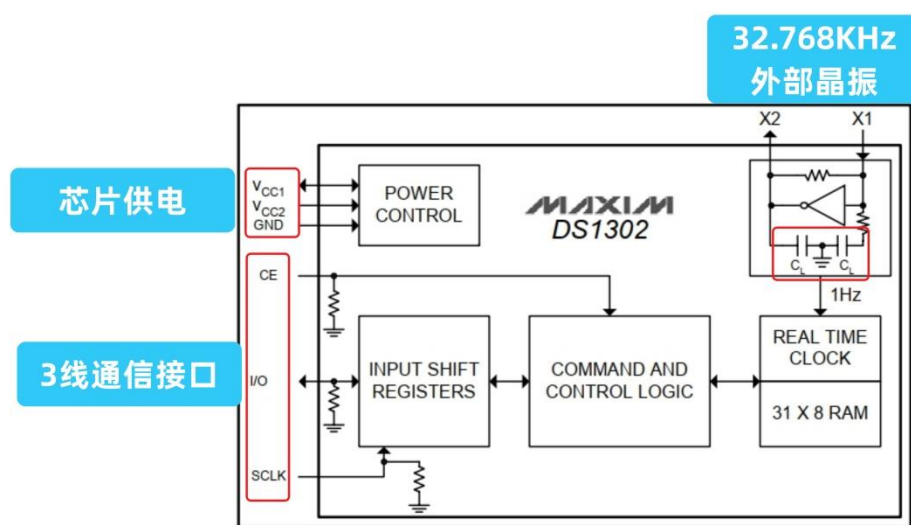 32.768KHz
外部晶振
X2
X1
芯片供电
VCC1
VCC2
GND
POWER
CONTROL
MAXIM
DS1302
CL
CL
1Hz
CE
3线通信接口
I/O
INPUT SHIFT
REGISTERS
COMMAND AND
CONTROL LOGIC
REAL TIME
CLOCK
31 X 8 RAM
SCLK